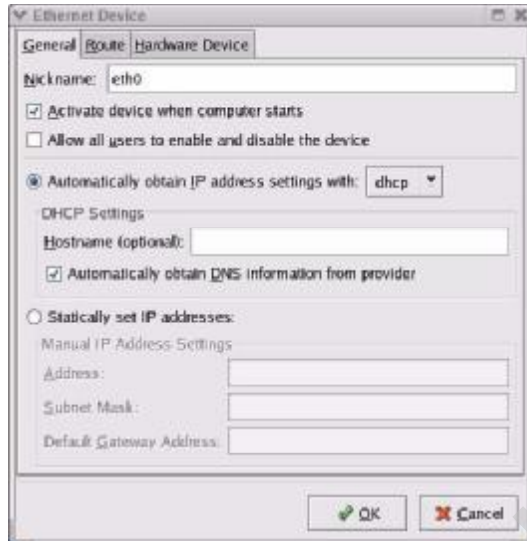 Ethernet Device
General Route Hardware Device
Nickname: eth0
Activate device when computer starts
Allow all users to enable and disable the device
Automatically obtain IP address settings with: dhcp
DHCP Settings
Hostname (optional):
Automatically obtain DNS information from provider
Statically set IP addresses:
Manual IP Address Settings
Address:
Subnet Mask:
Default Gateway Address:
OK Cancel